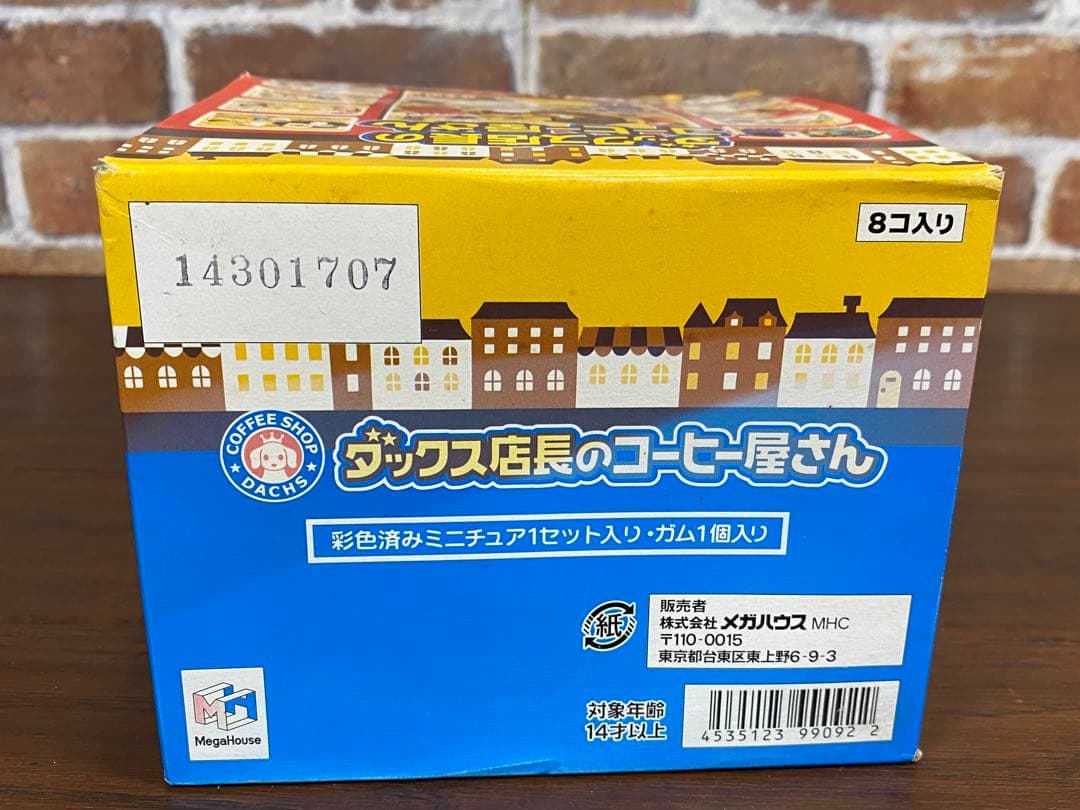 14301707
8コ入り
COFFEE SHOP
DACHS
ダックス店長のコーヒー屋さん
彩色済みミニチュア1セット入り・ガム1個入り
紙
販売者
株式会社 メガハウス MHC
〒110-0015
東京都台東区東上野6-9-3
対象年齢
14才以上
4535123 99092 2
MegaHouse